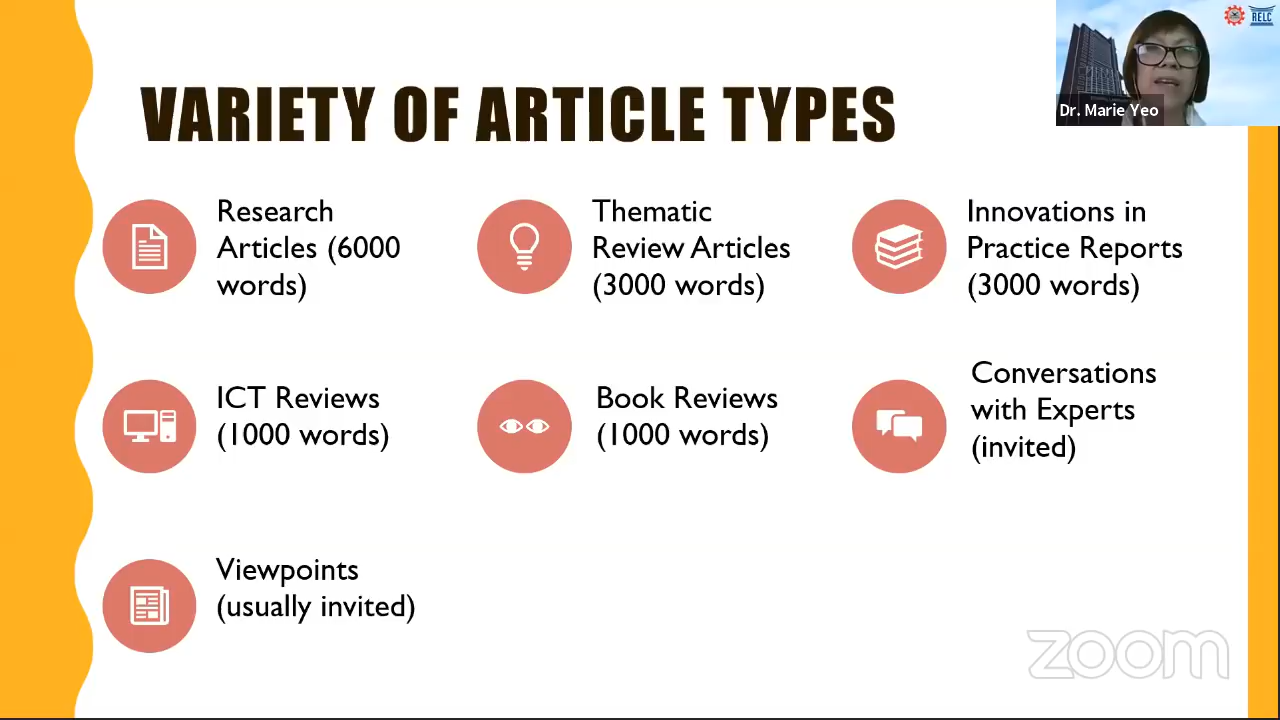 VARIETY OF ARTICLE TYPES
RELC
Dr. Marie Yeo
Research
Articles (6000
words)
Thematic
Review Articles
(3000 words)
Innovations in
Practice Reports
(3000 words)
ICT Reviews
(1000 words)
Book Reviews
(1000 words)
Conversations
with Experts
(invited)
Viewpoints
(usually invited)
zoom